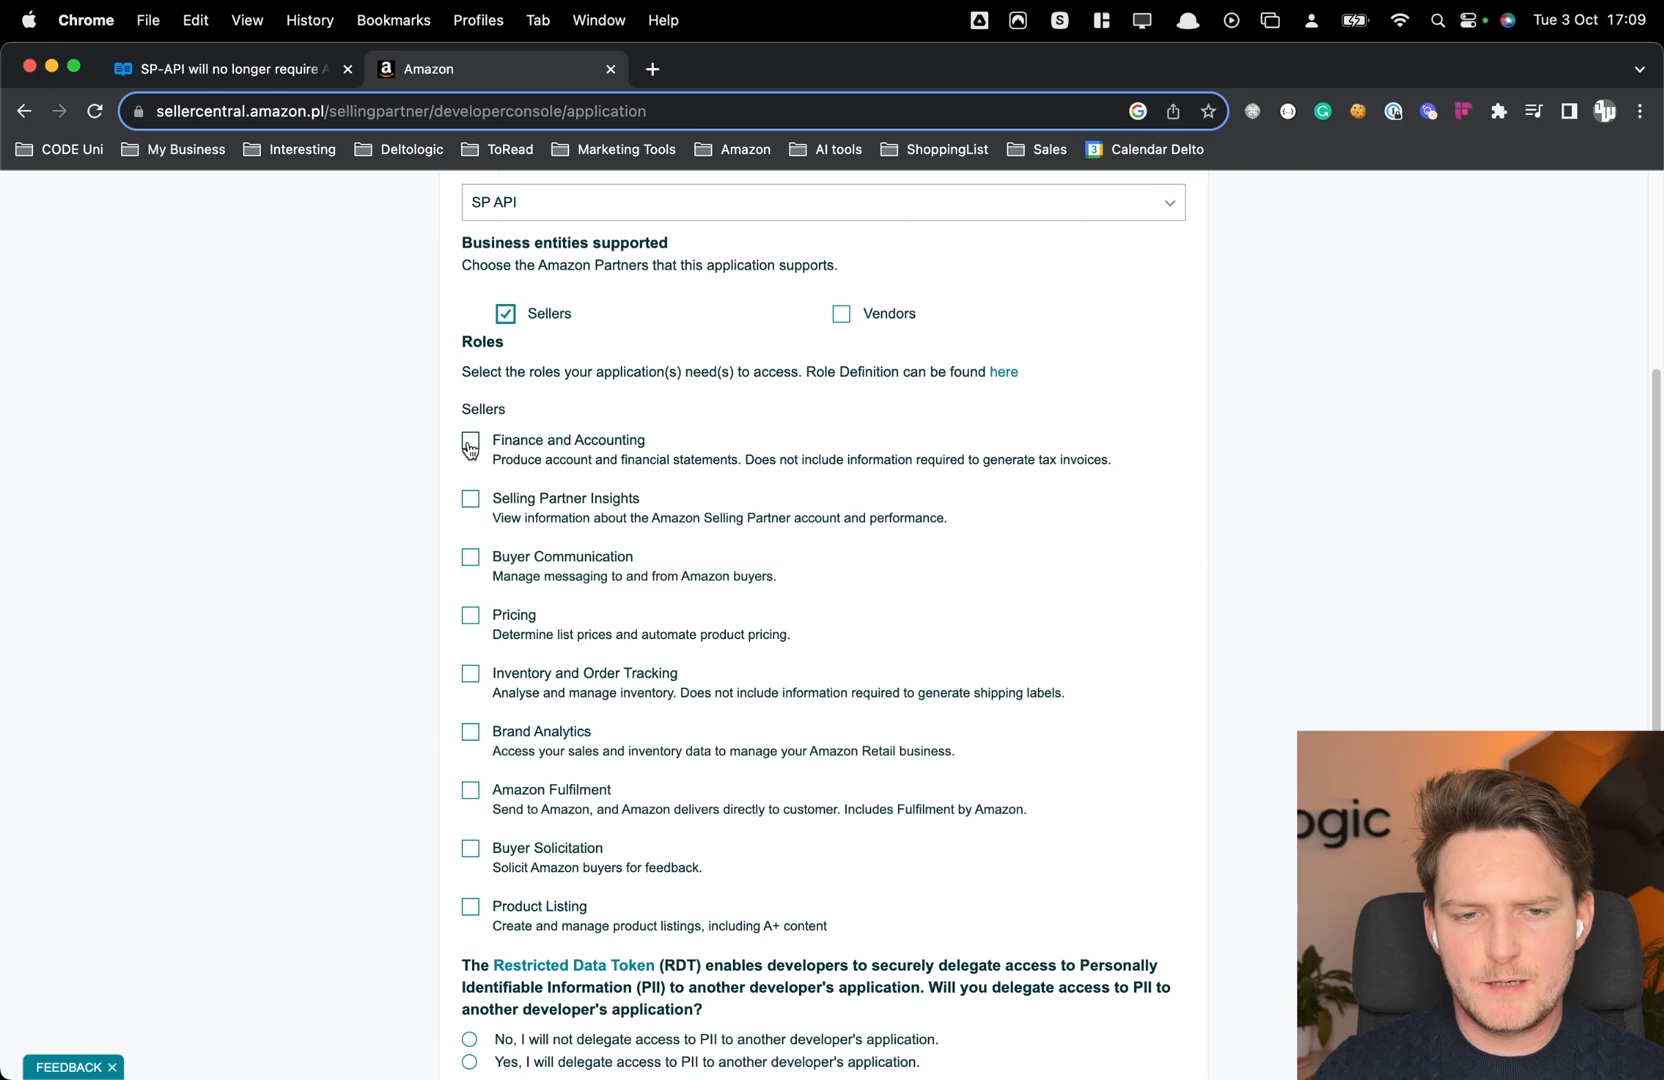 Chrome File Edit View History Bookmarks Profiles Tab Window Help Tue 3 Oct 17:09
SP-API will no longer require Amazon
sellercentral.amazon.pl/sellingpartner/developerconsole/application
CODE Uni My Business Interesting Deltologic ToRead Marketing Tools Amazon AI tools ShoppingList Sales 3 Calendar Delto
SP API
Business entities supported
Choose the Amazon Partners that this application supports.
Sellers Vendors
Roles
Select the roles your application(s) need(s) to access. Role Definition can be found here
Sellers
Finance and Accounting
Produce account and financial statements. Does not include information required to generate tax invoices.
Selling Partner Insights
View information about the Amazon Selling Partner account and performance.
Buyer Communication
Manage messaging to and from Amazon buyers.
Pricing
Determine list prices and automate product pricing.
Inventory and Order Tracking
Analyse and manage inventory. Does not include information required to generate shipping labels.
Brand Analytics
Access your sales and inventory data to manage your Amazon Retail business.
Amazon Fulfilment
Send to Amazon, and Amazon delivers directly to customer. Includes Fulfilment by Amazon.
Buyer Solicitation
Solicit Amazon buyers for feedback.
Product Listing
Create and manage product listings, including A+ content
The Restricted Data Token (RDT) enables developers to securely delegate access to Personally
Identifiable Information (PII) to another developer's application. Will you delegate access to PII to
another developer's application?
No, I will not delegate access to PII to another developer's application.
Yes, I will delegate access to PII to another developer's application.
FEEDBACK
ogic